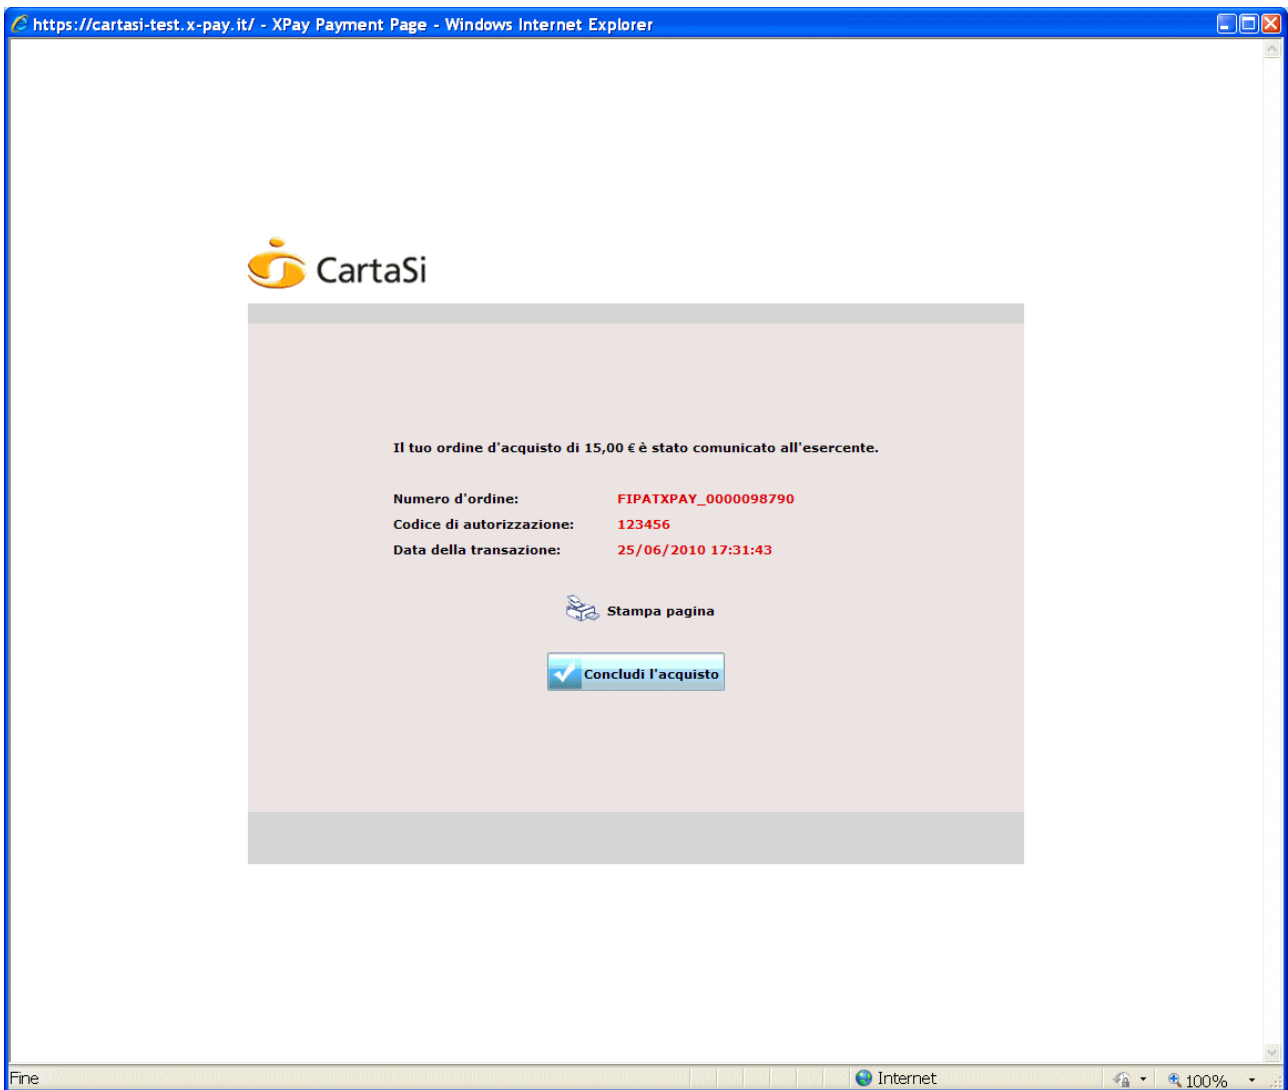 https://cartasi-test.x-pay.it/ - XPay Payment Page - Windows Internet Explorer
CartaSi
Il tuo ordine d'acquisto di 15,00 € è stato comunicato all'esercente.
Numero d'ordine: FIPATXPAY_0000098790
Codice di autorizzazione: 123456
Data della transazione: 25/06/2010 17:31:43
Stampa pagina
Concludi l'acquisto
Fine Internet 100%